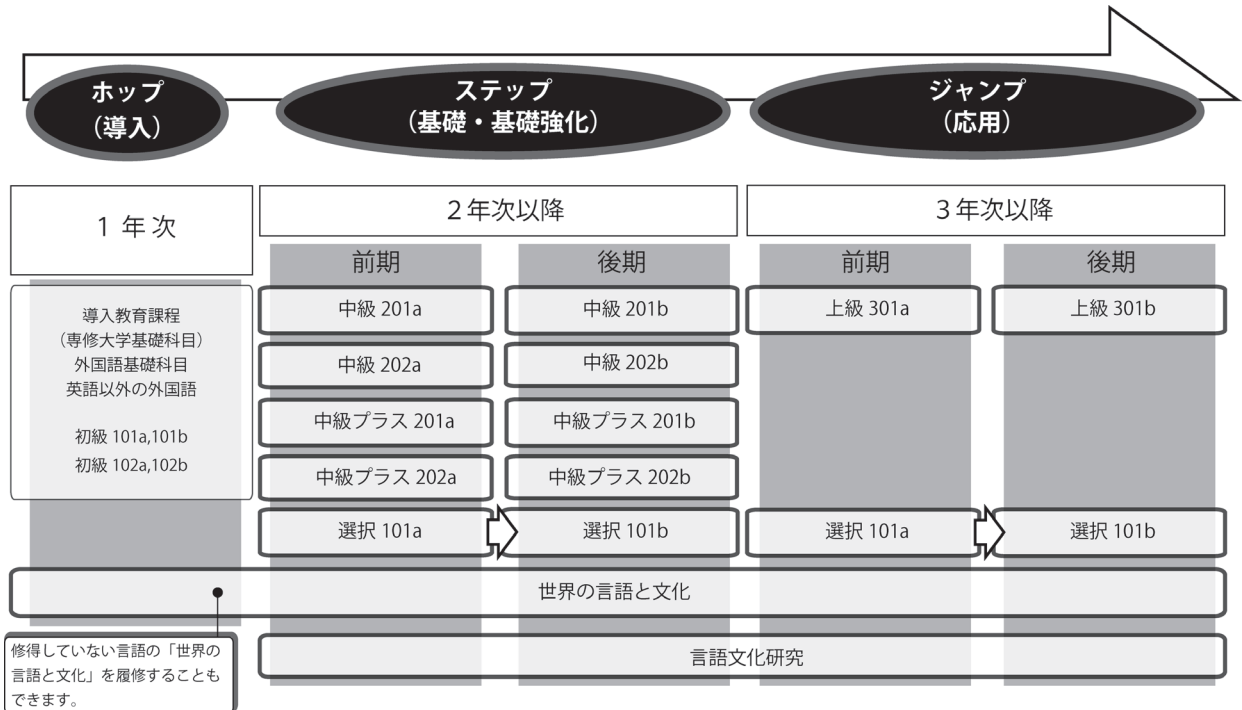 ホップ
（導入）
ステップ
（基礎・基礎強化）
ジャンプ
（応用）
1 年 次
2年次以降
3年次以降
前期
後期
前期
後期
導入教育課程
（専修大学基礎科目）
外国語基礎科目
英語以外の外国語
初級 101a,101b
初級 102a,102b
中級 201a
中級 201b
上級 301a
上級 301b
中級 202a
中級 202b
中級プラス 201a
中級プラス 201b
中級プラス 202a
中級プラス 202b
選択 101a
選択 101b
選択 101a
選択 101b
世界の言語と文化
言語文化研究
修得していない言語の「世界の
言語と文化」を履修することも
できます。